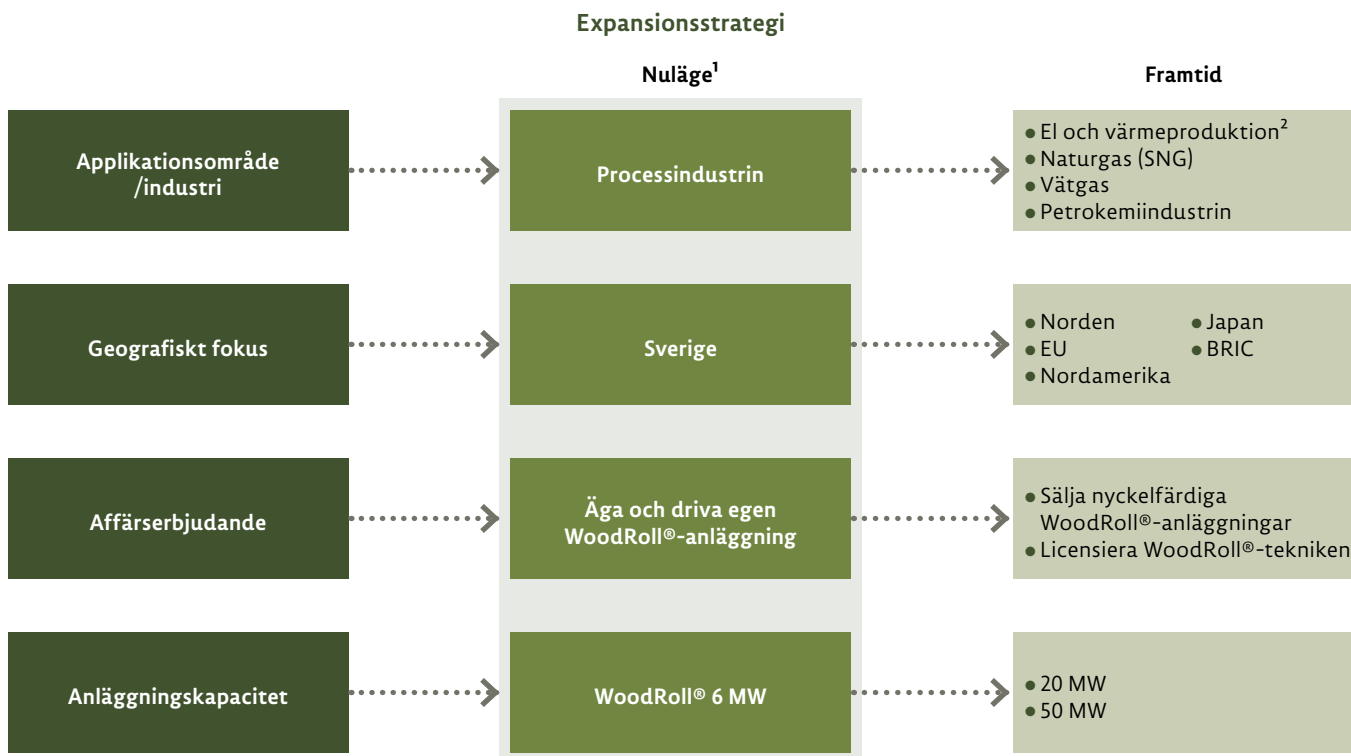 Expansionsstrategi
Nuläge¹
Framtid
Applikationsområde
/industri
Processindustrin
• El och värmeproduktion²
• Naturgas (SNG)
• Vätgas
• Petrokemiindustrin
Geografiskt fokus
Sverige
• Norden
• EU
• Nordamerika
• Japan
• BRIC
Affärserbjudande
Äga och driva egen
WoodRoll®-anläggning
• Sälja nyckelfärdiga
WoodRoll®-anläggningar
• Licensiera WoodRoll®-tekniken
Anläggningskapacitet
WoodRoll® 6 MW
• 20 MW
• 50 MW